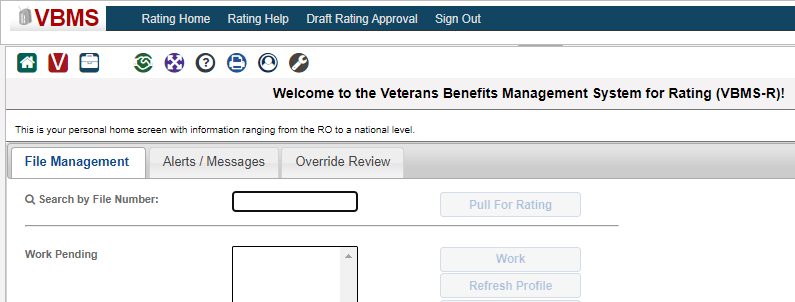 VBMS Rating Home Rating Help Draft Rating Approval Sign Out
V
Welcome to the Veterans Benefits Management System for Rating (VBMS-R)!
This is your personal home screen with information ranging from the RO to a national level.
File Management Alerts / Messages Override Review
Search by File Number: Pull For Rating
Work Pending Work
Refresh Profile